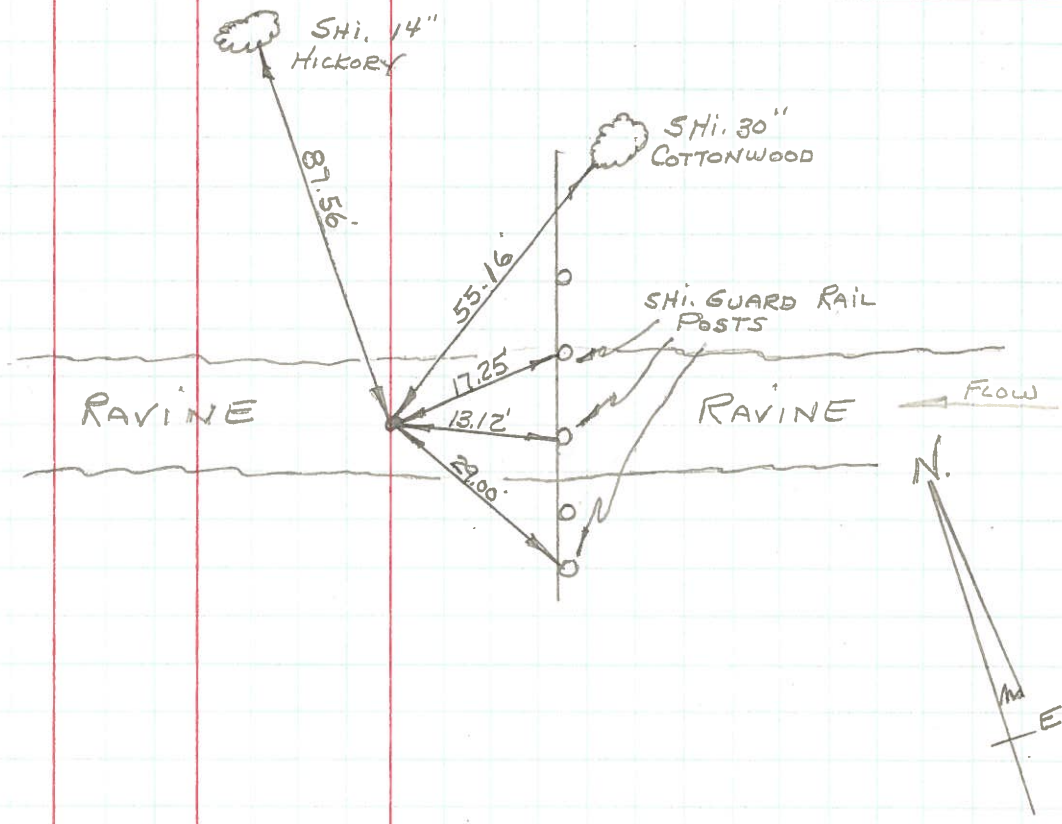 SHi. 14"
HICKORY
SHi. 30"
COTTONWOOD
87.56'
55.16'
SHi. GUARD RAIL
POSTS
17.25'
RAVINE
13.12'
RAVINE
FLOW
29.00'
N.
E